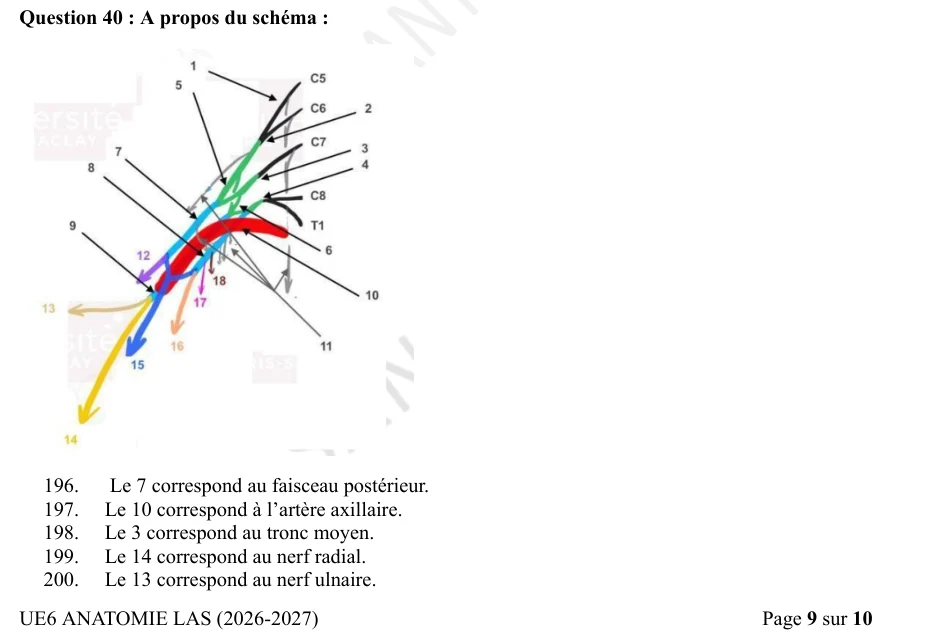 Question 40 : A propos du schéma :
1
5
C5
C6
2
C7
3
4
7
8
C8
T1
9
6
12
18
17
10
13
16
11
15
14
196. Le 7 correspond au faisceau postérieur.
197. Le 10 correspond à l’artère axillaire.
198. Le 3 correspond au tronc moyen.
199. Le 14 correspond au nerf radial.
200. Le 13 correspond au nerf ulnaire.
UE6 ANATOMIE LAS (2026-2027) Page 9 sur 10